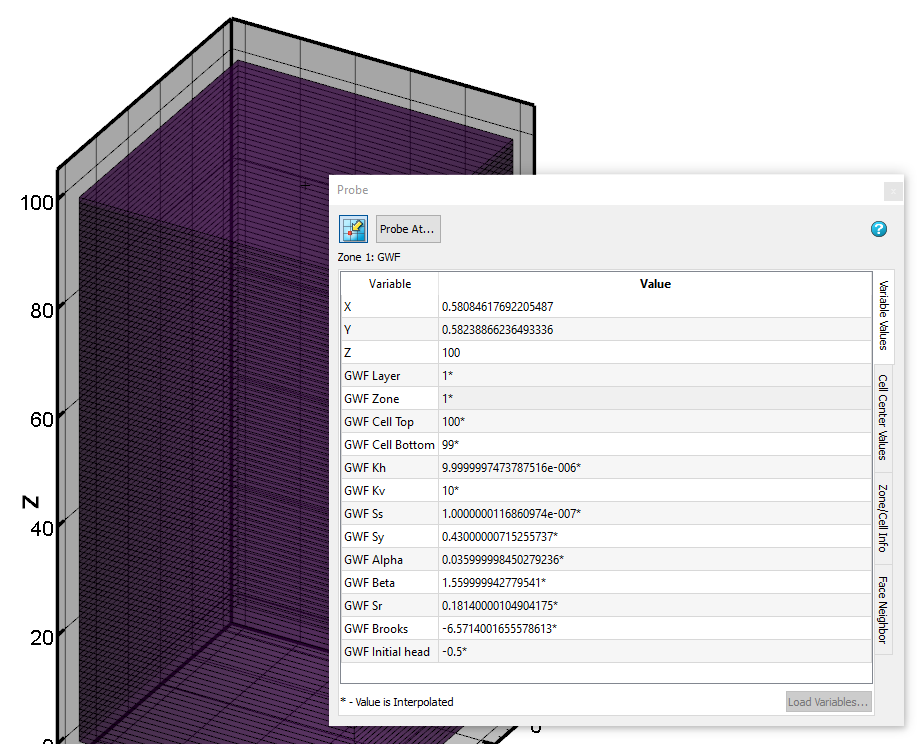 100
80
60
40
20
0
Z
0
Probe
Probe At...
?
Zone 1: GWF
Variable Value
X 0.58084617692205487
Y 0.58238866236493336
Z 100
GWF Layer 1*
GWF Zone 1*
GWF Cell Top 100*
GWF Cell Bottom 99*
GWF Kh 9.9999997473787516e-006*
GWF Kv 10*
GWF Ss 1.0000000116860974e-007*
GWF Sy 0.43000000715255737*
GWF Alpha 0.035999998450279236*
GWF Beta 1.559999942779541*
GWF Sr 0.18140000104904175*
GWF Brooks -6.5714001655578613*
GWF Initial head -0.5*
Variable Values
Cell Center Values
Zone/Cell Info
Face Neighbor
* - Value is Interpolated
Load Variables...